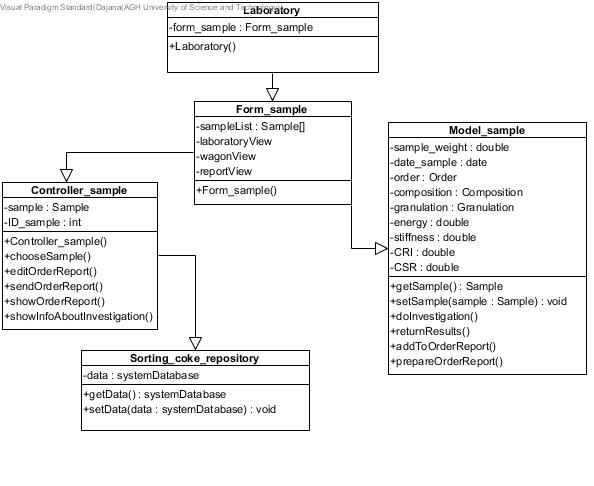 Visual Paradigm Standard(Dajana(AGH University of Science and Technology))
Laboratory
-form_sample : Form_sample
+Laboratory()
Form_sample
-sampleList : Sample[]
-laboratoryView
-wagonView
-reportView
+Form_sample()
Model_sample
-sample_weight : double
-date_sample : date
-order : Order
-composition : Composition
-granulation : Granulation
-energy : double
-stiffness : double
-CRI : double
-CSR : double
+getSample() : Sample
+setSample(sample : Sample) : void
+doInvestigation()
+returnResults()
+addToOrderReport()
+prepareOrderReport()
Controller_sample
-sample : Sample
-ID_sample : int
+Controller_sample()
+chooseSample()
+editOrderReport()
+sendOrderReport()
+showOrderReport()
+showInfoAboutInvestigation()
Sorting_coke_repository
-data : systemDatabase
+getData() : systemDatabase
+setData(data : systemDatabase) : void